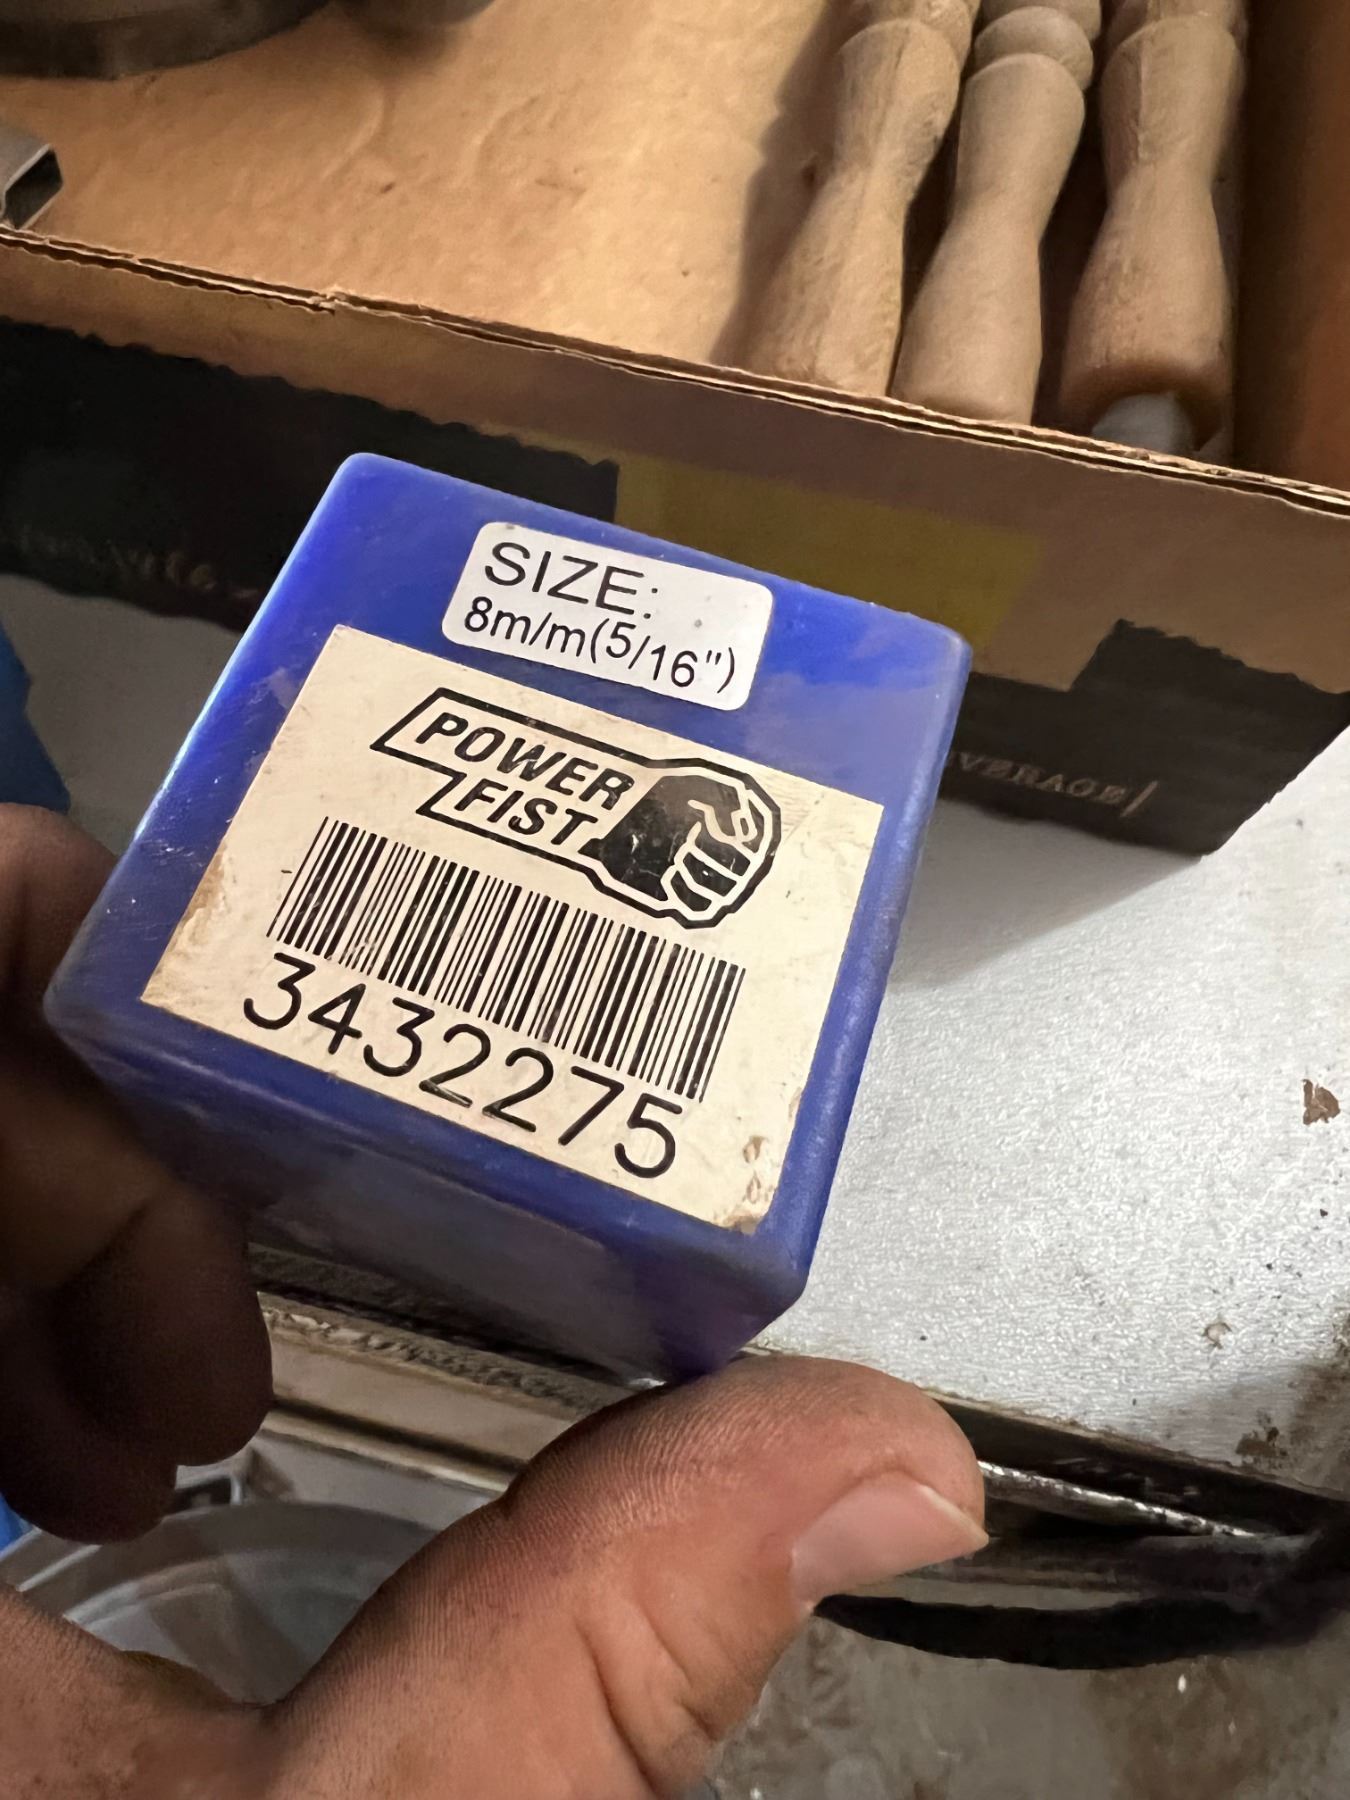 SIZE:
8m/m(5/16")
POWER
FIST
3432275